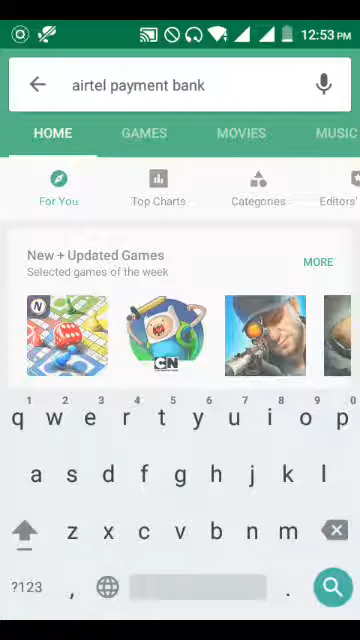 12:53 PM
airtel payment bank
HOME GAMES MOVIES MUSIC
For You Top Charts Categories Editors'
New + Updated Games
Selected games of the week
MORE
N
CN
1 2 3 4 5 6 7 8 9 0
q w e r t y u i o p
a s d f g h j k l
z x c v b n m
?123 , .